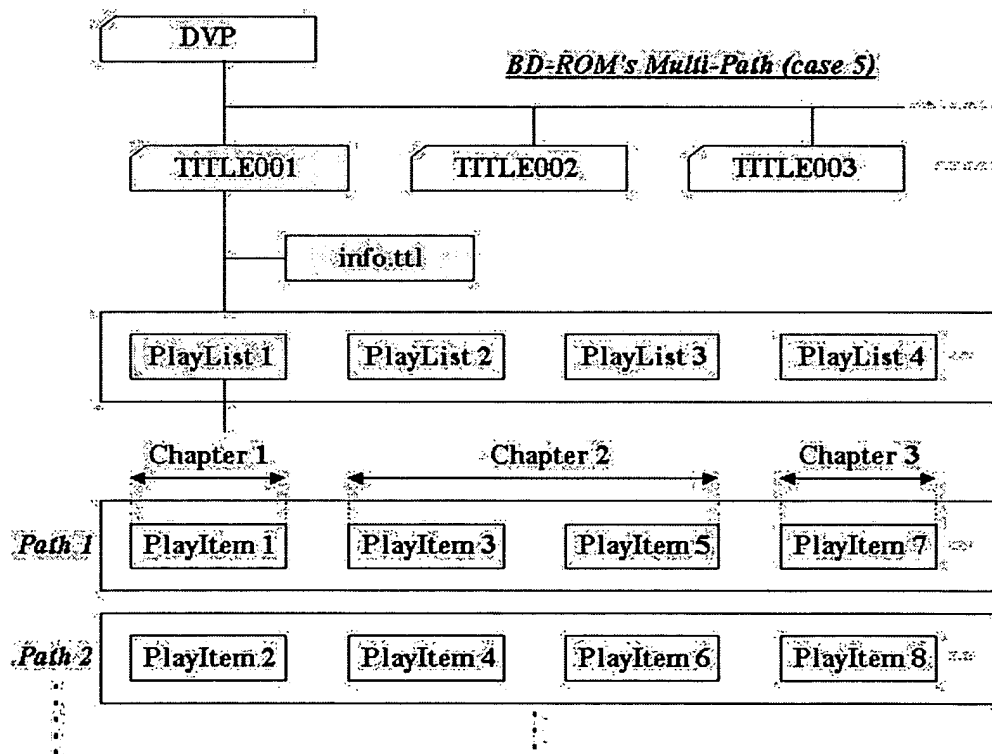 DVP
BD-ROM's Multi-Path (case 5)
TITLE001 TITLE002 TITLE003
info.ttl
PlayList 1 PlayList 2 PlayList 3 PlayList 4
Chapter 1 Chapter 2 Chapter 3
Path 1 PlayItem 1 PlayItem 3 PlayItem 5 PlayItem 7
Path 2 PlayItem 2 PlayItem 4 PlayItem 6 PlayItem 8